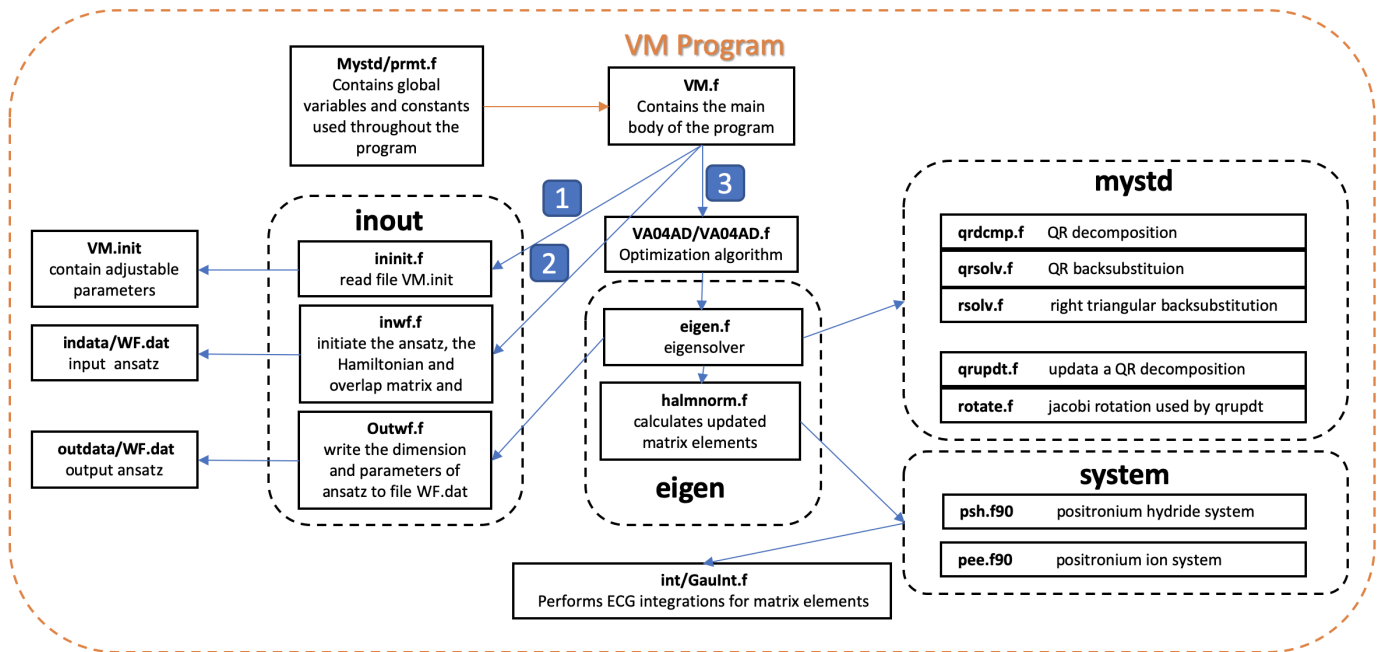 VM Program
Mystd/prmt.f
Contains global
variables and constants
used throughout the
program
VM.f
Contains the main
body of the program
1
2
3
inout
ininit.f
read file VM.init
inwf.f
initiate the ansatz, the
Hamiltonian and
overlap matrix and
Outwf.f
write the dimension
and parameters of
ansatz to file WF.dat
VM.init
contain adjustable
parameters
indata/WF.dat
input ansatz
outdata/WF.dat
output ansatz
VA04AD/VA04AD.f
Optimization algorithm
eigen.f
eigensolver
halmnorm.f
calculates updated
matrix elements
eigen
mystd
qrdcmp.f QR decomposition
qrsolv.f QR backsubstituion
rsolv.f right triangular backsubstitution
qrupdt.f updata a QR decomposition
rotate.f jacobi rotation used by qrupdt
system
psh.f90 positronium hydride system
pee.f90 positronium ion system
int/GauInt.f
Performs ECG integrations for matrix elements